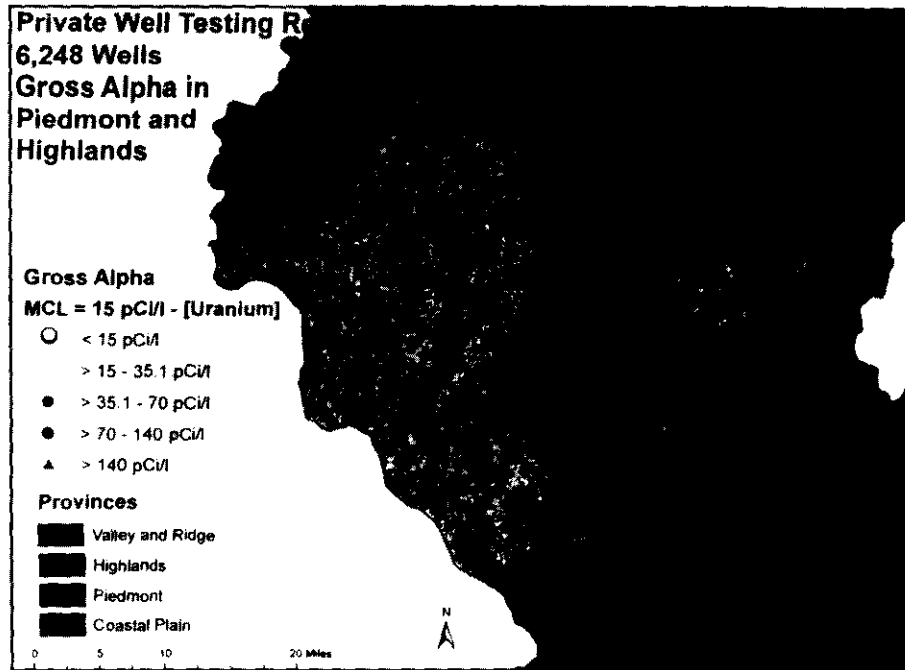 Private Well Testing
6,248 Wells
Gross Alpha in
Piedmont and
Highlands
Gross Alpha
MCL = 15 pCi/l - [Uranium]
< 15 pCi/l
> 15 - 35.1 pCi/l
> 35.1 - 70 pCi/l
> 70 - 140 pCi/l
> 140 pCi/l
Provinces
Valley and Ridge
Highlands
Piedmont
Coastal Plain
N
0 5 10 20 Miles